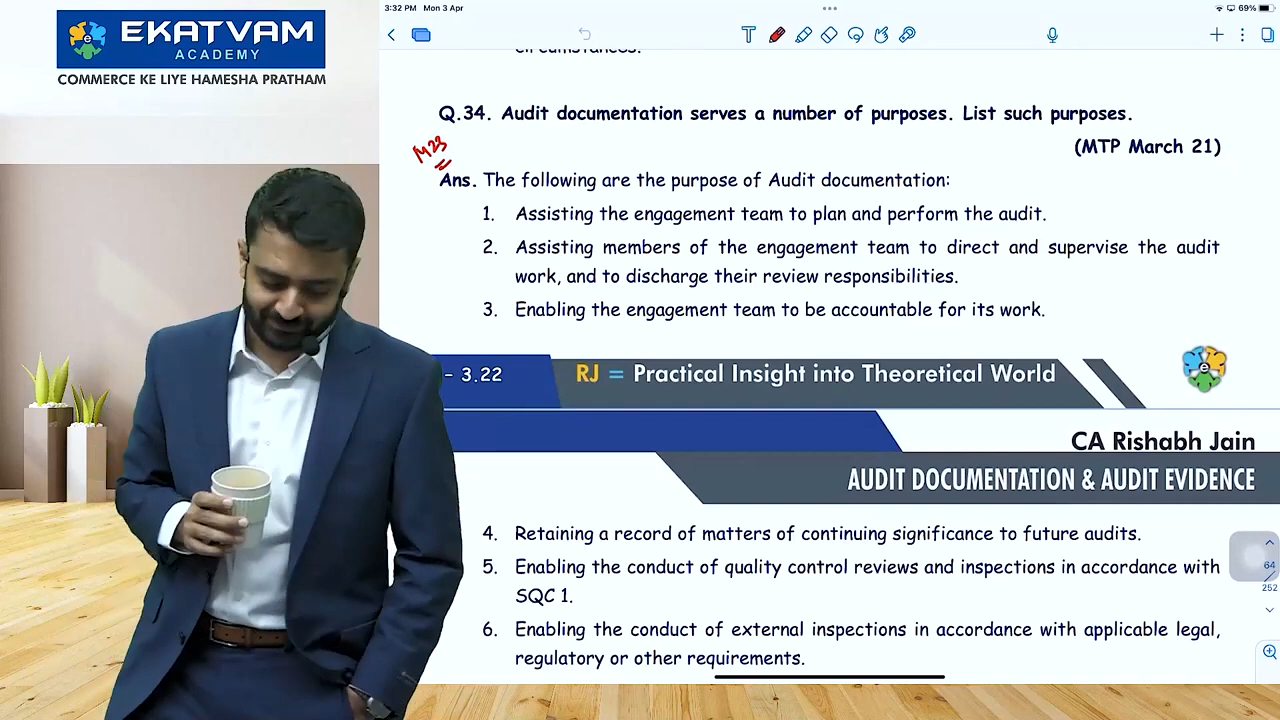 EKATVAM
ACADEMY
COMMERCE KE LIYE HAMESHA PRATHAM
3:32 PM Mon 3 Apr
69%
circumstances.
Q.34. Audit documentation serves a number of purposes. List such purposes.
(MTP March 21)
M23
Ans. The following are the purpose of Audit documentation:
1. Assisting the engagement team to plan and perform the audit.
2. Assisting members of the engagement team to direct and supervise the audit
work, and to discharge their review responsibilities.
3. Enabling the engagement team to be accountable for its work.
– 3.22
RJ = Practical Insight into Theoretical World
CA Rishabh Jain
AUDIT DOCUMENTATION & AUDIT EVIDENCE
4. Retaining a record of matters of continuing significance to future audits.
5. Enabling the conduct of quality control reviews and inspections in accordance with
SQC 1.
6. Enabling the conduct of external inspections in accordance with applicable legal,
regulatory or other requirements.
64
252